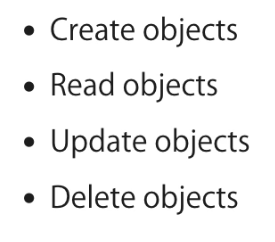 • Create objects
• Read objects
• Update objects
• Delete objects